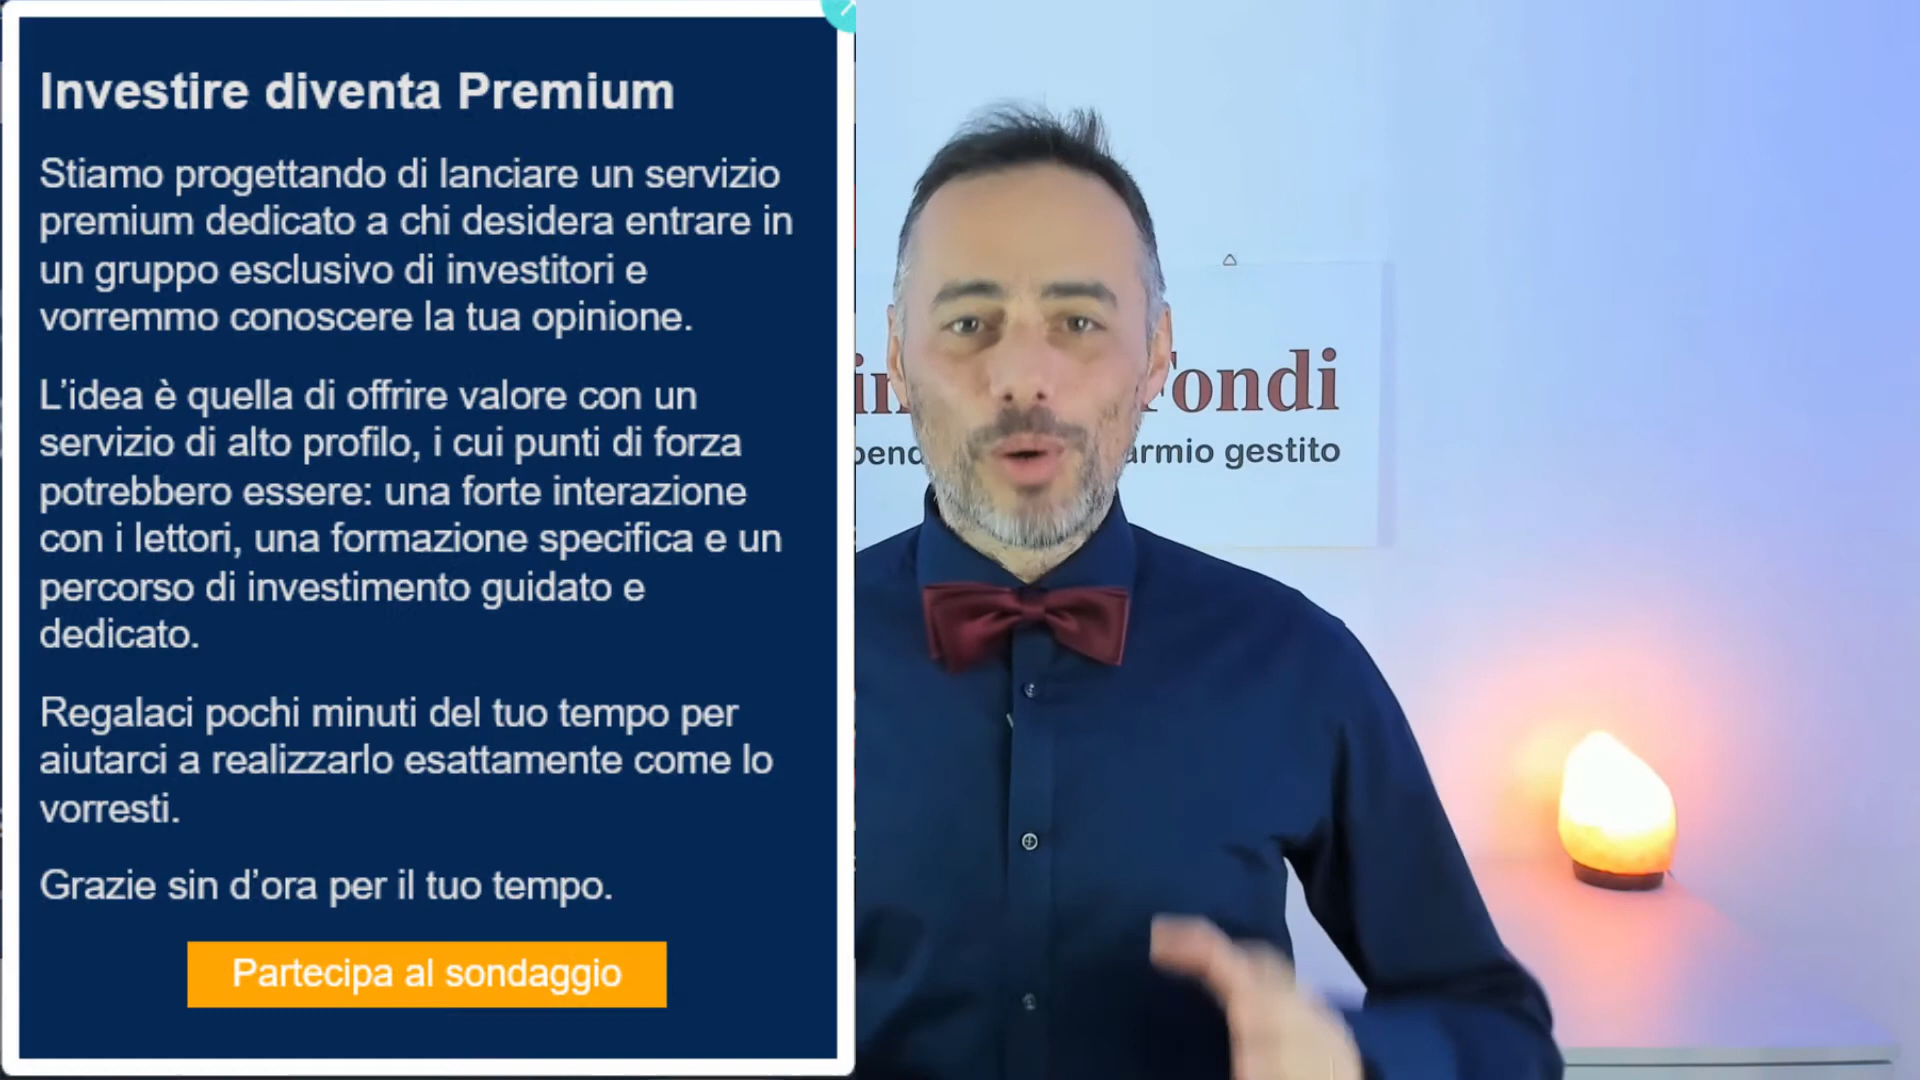 Investire diventa Premium
Stiamo progettando di lanciare un servizio
premium dedicato a chi desidera entrare in
un gruppo esclusivo di investitori e
vorremmo conoscere la tua opinione.
L’idea è quella di offrire valore con un
servizio di alto profilo, i cui punti di forza
potrebbero essere: una forte interazione
con i lettori, una formazione specifica e un
percorso di investimento guidato e
dedicato.
Regalaci pochi minuti del tuo tempo per
aiutarci a realizzarlo esattamente come lo
vorresti.
Grazie sin d’ora per il tuo tempo.
Partecipa al sondaggio
Fondi
gestito